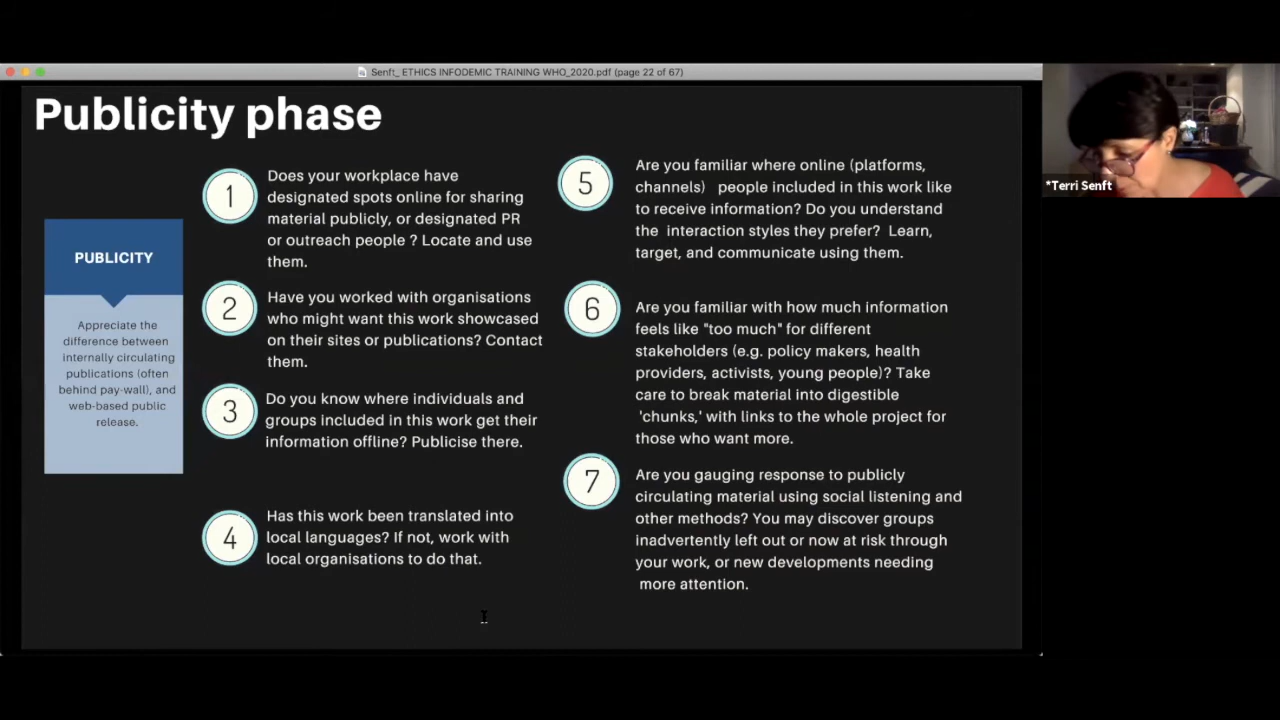 Senft_ ETHICS INFODEMIC TRAINING WHO_2020.pdf (page 22 of 67)
Publicity phase
PUBLICITY
Appreciate the
difference between
internally circulating
publications (often
behind pay-wall), and
web-based public
release.
1
Does your workplace have
designated spots online for sharing
material publicly, or designated PR
or outreach people ? Locate and use
them.
2
Have you worked with organisations
who might want this work showcased
on their sites or publications? Contact
them.
3
Do you know where individuals and
groups included in this work get their
information offline? Publicise there.
4
Has this work been translated into
local languages? If not, work with
local organisations to do that.
5
Are you familiar where online (platforms,
channels) people included in this work like
to receive information? Do you understand
the interaction styles they prefer? Learn,
target, and communicate using them.
6
Are you familiar with how much information
feels like "too much" for different
stakeholders (e.g. policy makers, health
providers, activists, young people)? Take
care to break material into digestible
'chunks,' with links to the whole project for
those who want more.
7
Are you gauging response to publicly
circulating material using social listening and
other methods? You may discover groups
inadvertently left out or now at risk through
your work, or new developments needing
more attention.
*Terri Senft